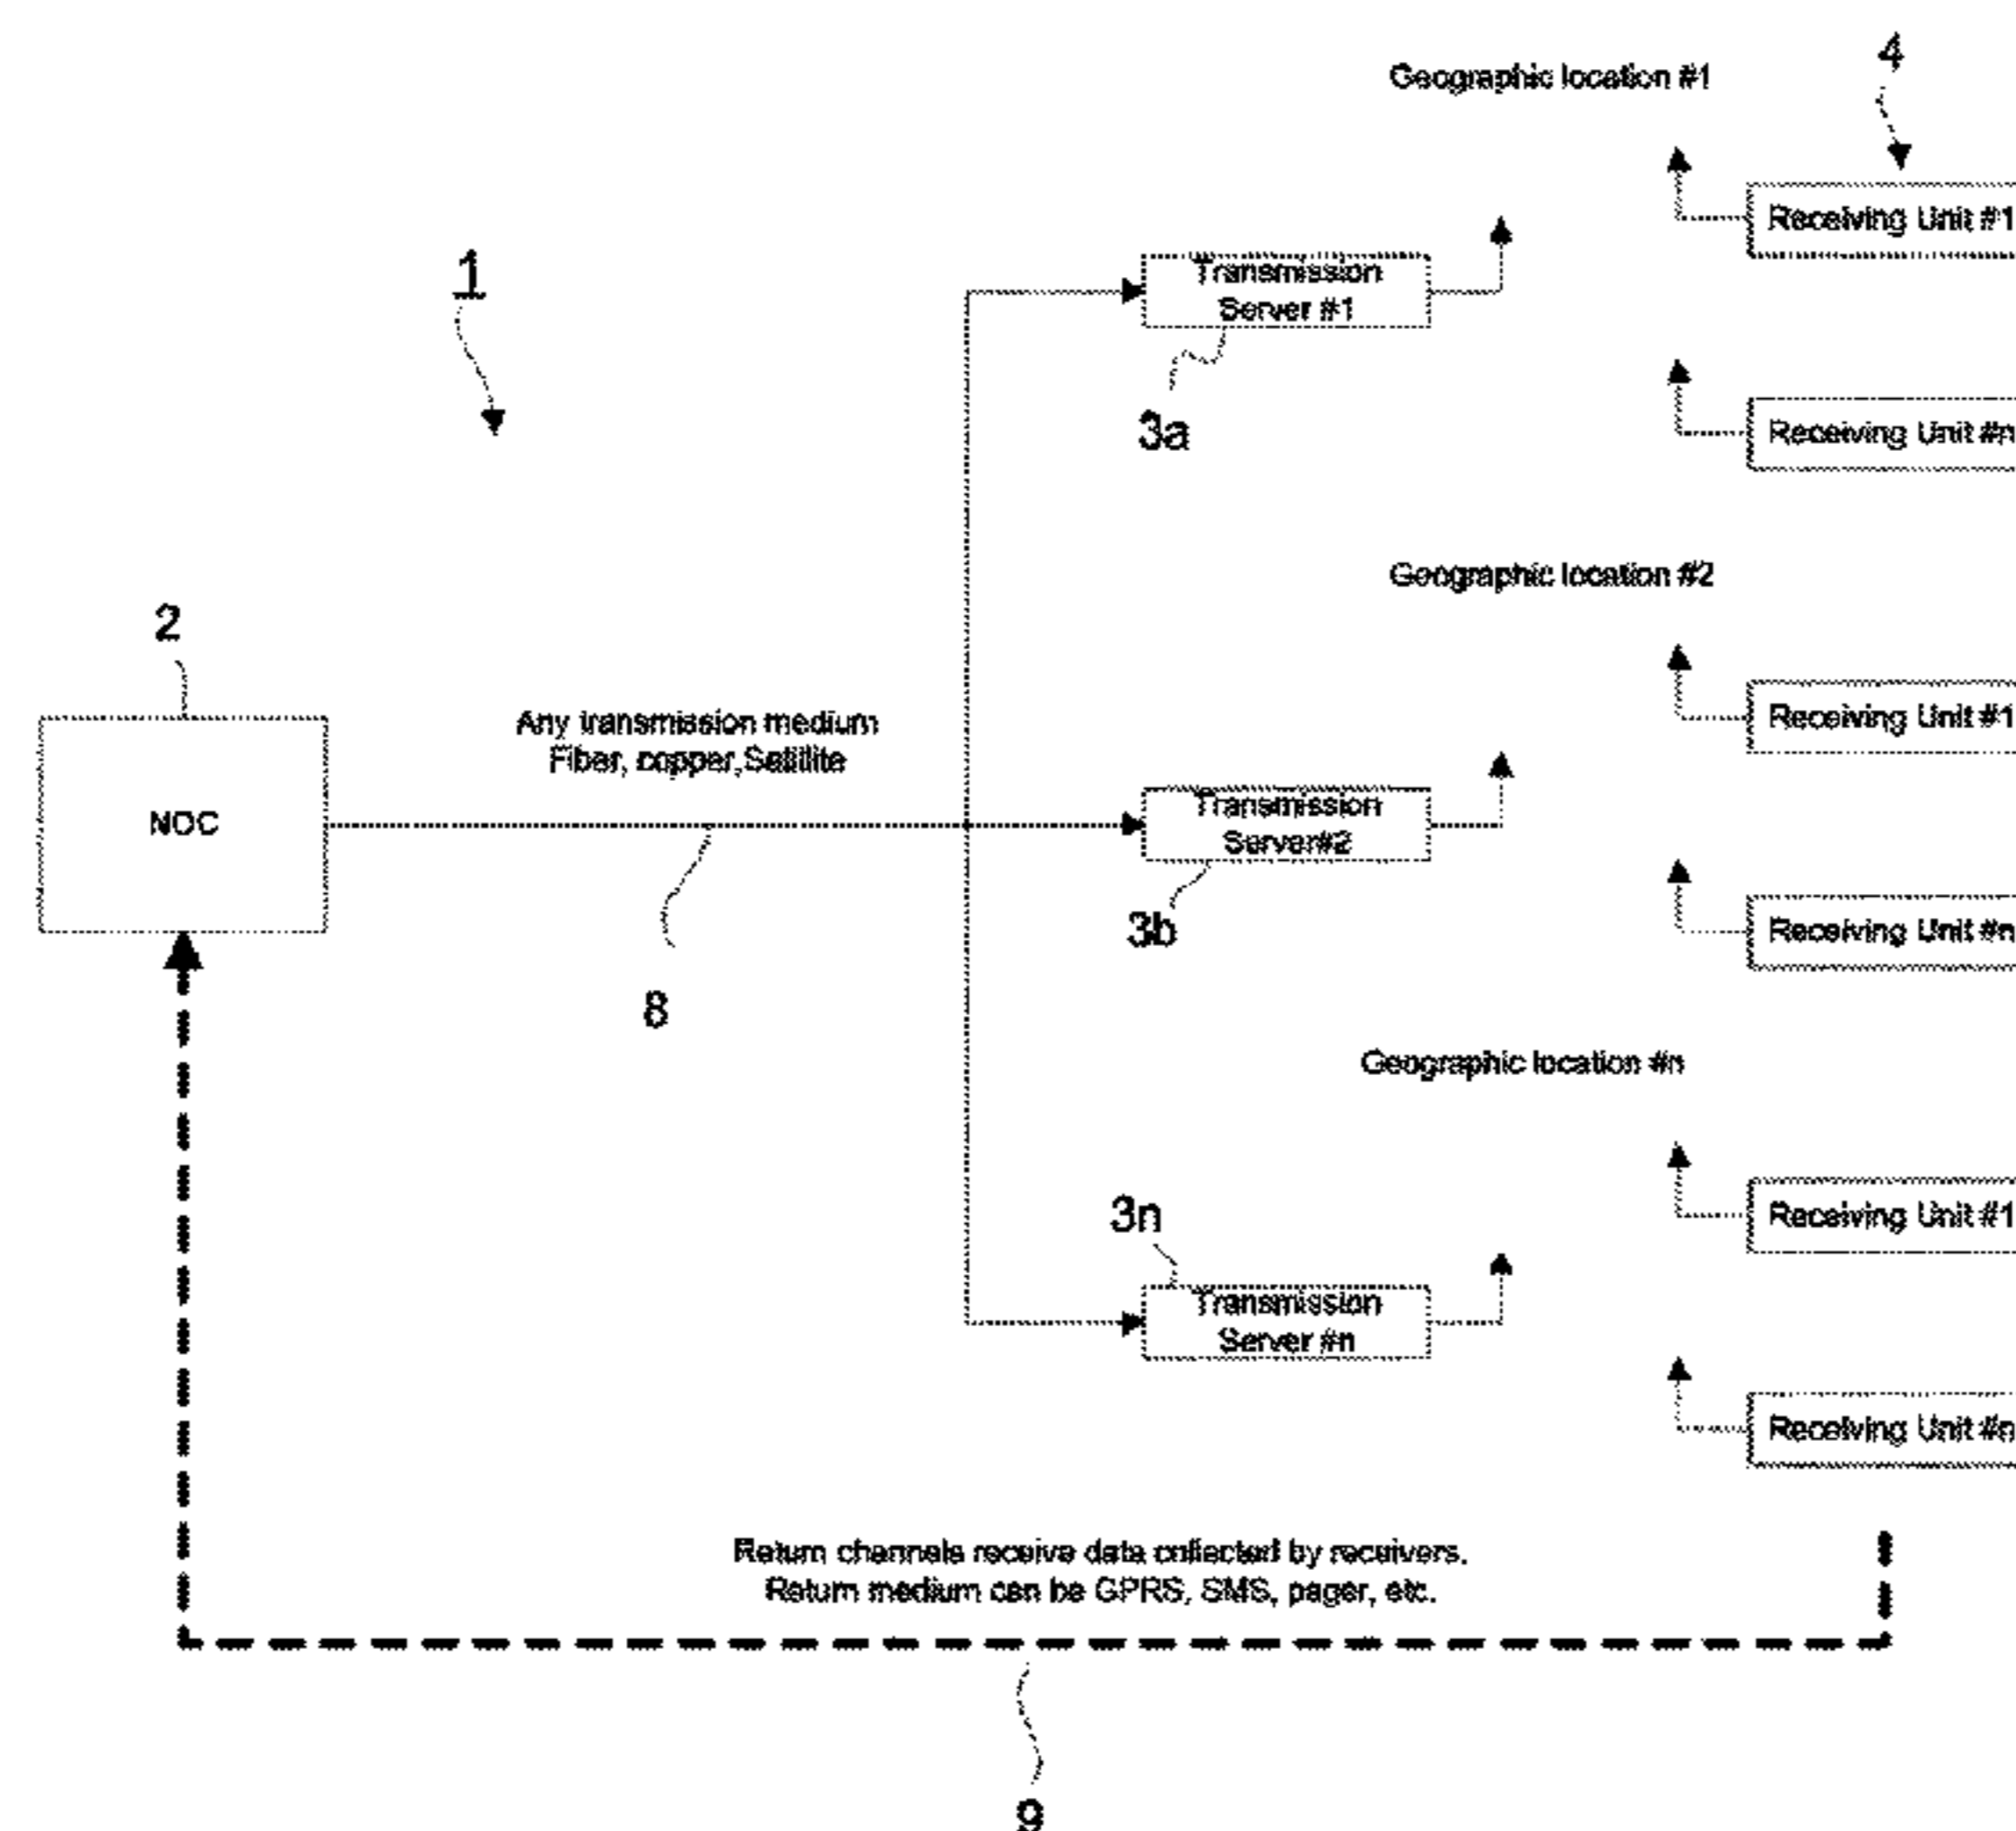 Geographic location #1
4
Receiving Unit #1
1
Transmission
Server #1
3a
Receiving Unit #n
Geographic location #2
2
Receiving Unit #1
Any transmission medium
Fiber, copper,Satitlite
NOC
Transmission
Server#2
3b
Receiving Unit #n
8
Geographic location #n
3n
Receiving Unit #1
Transmission
Server #n
Receiving Unit #n
Return channels receive data collected by receivers.
Return medium can be GPRS, SMS, pager, etc.
9